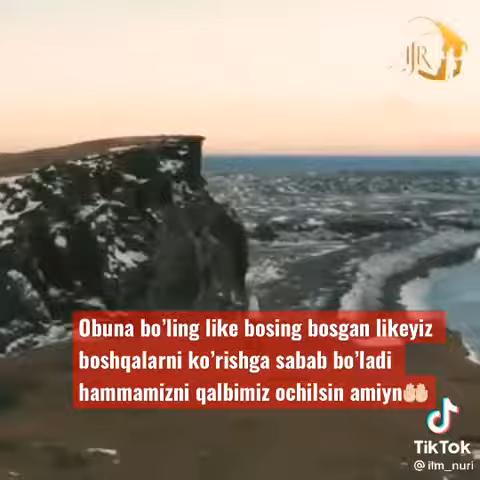 Obuna bo’ling like bosing bosgan likeyiz
boshqalarni ko’rishga sabab bo’ladi
hammamizni qalbimiz ochilsin amiyn🤲🏻
TikTok
@ilm_nuri